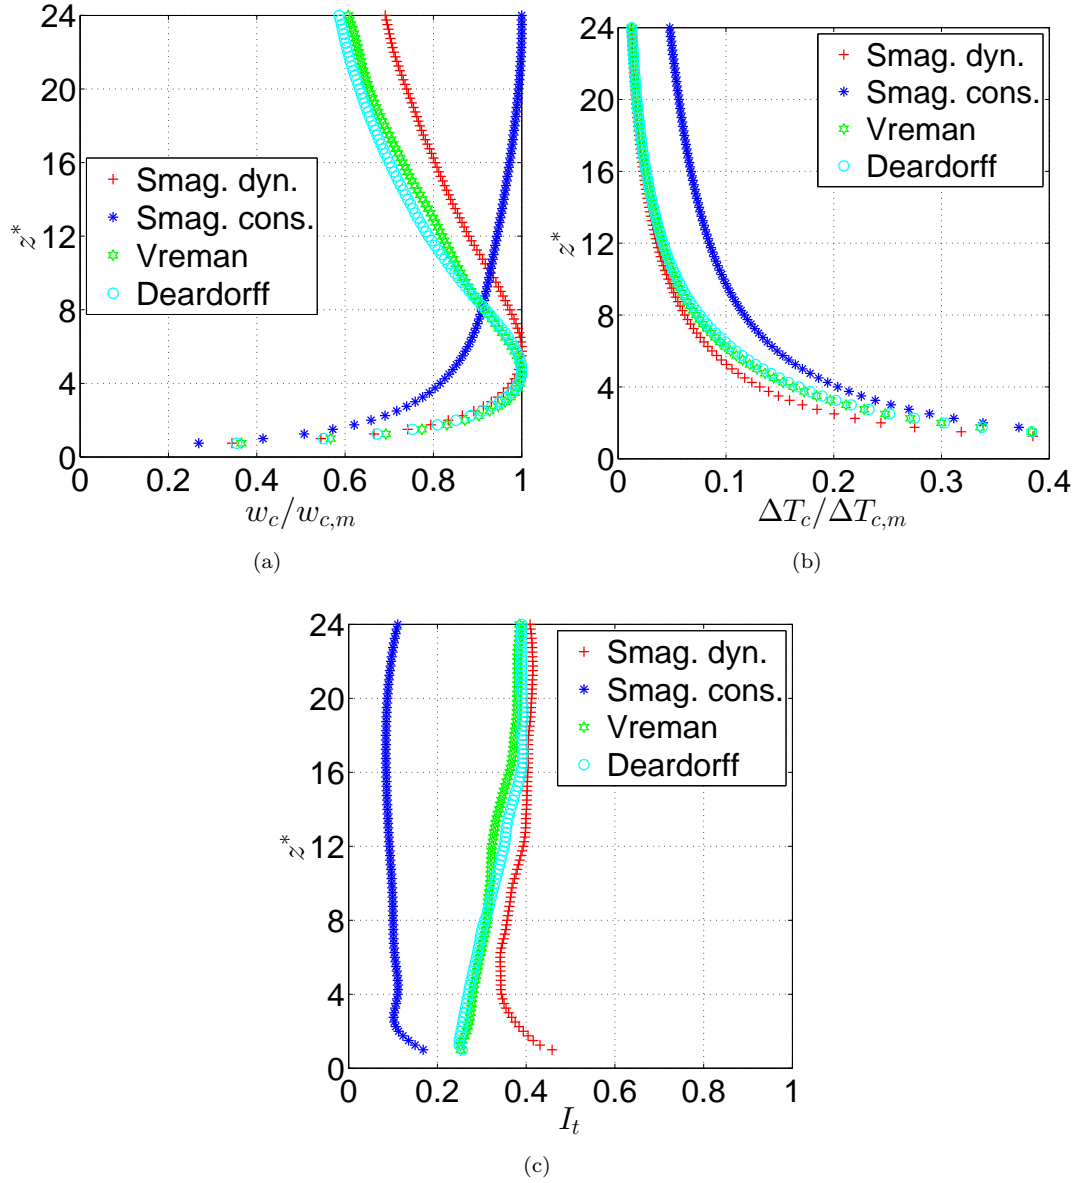 24
20
16
12
8
4
0
z*
Smag. dyn.
Smag. cons.
Vreman
Deardorff
0 0.2 0.4 0.6 0.8 1
w_c/w_{c,m}
(a)
24
20
16
12
8
4
0
z*
Smag. dyn.
Smag. cons.
Vreman
Deardorff
0 0.1 0.2 0.3 0.4
ΔT_c/ΔT_{c,m}
(b)
24
20
16
12
8
4
0
z*
Smag. dyn.
Smag. cons.
Vreman
Deardorff
0 0.2 0.4 0.6 0.8 1
I_t
(c)